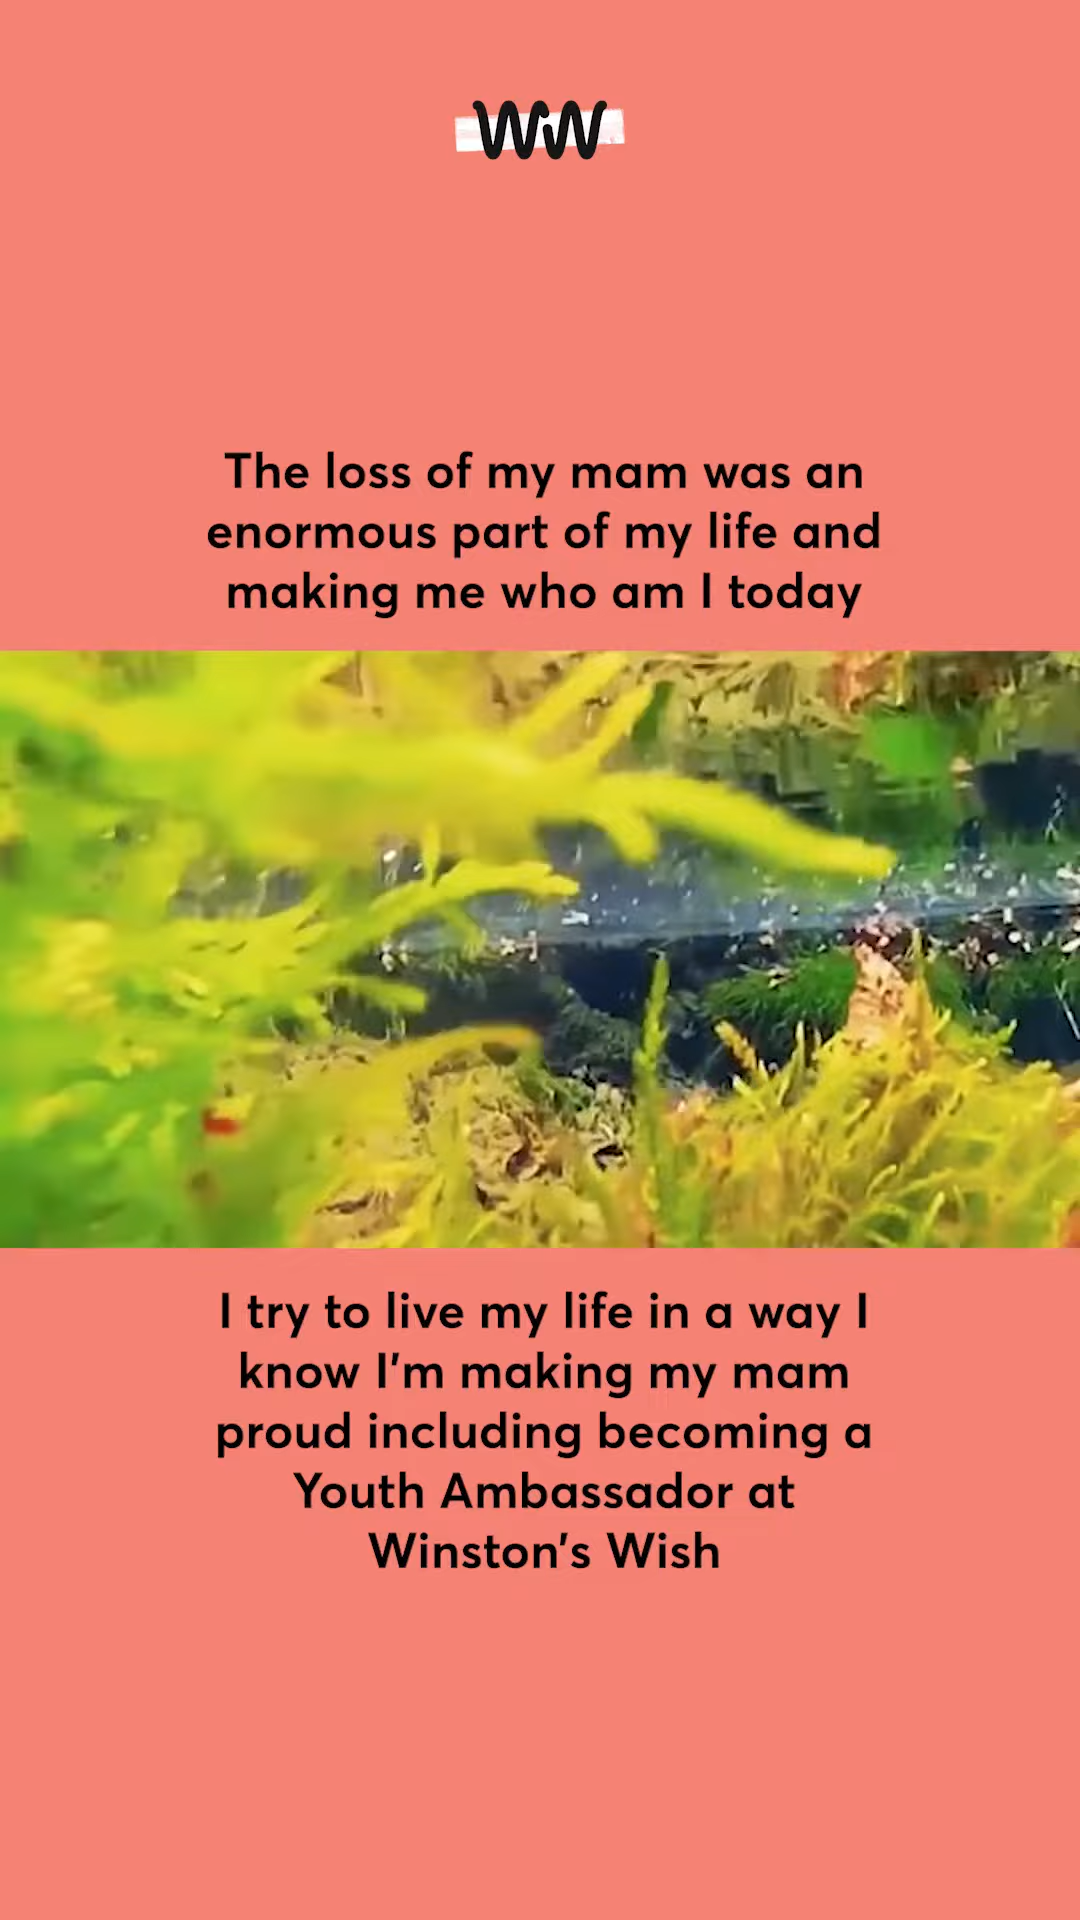 WiW
The loss of my mam was an
enormous part of my life and
making me who am I today
I try to live my life in a way I
know I'm making my mam
proud including becoming a
Youth Ambassador at
Winston's Wish